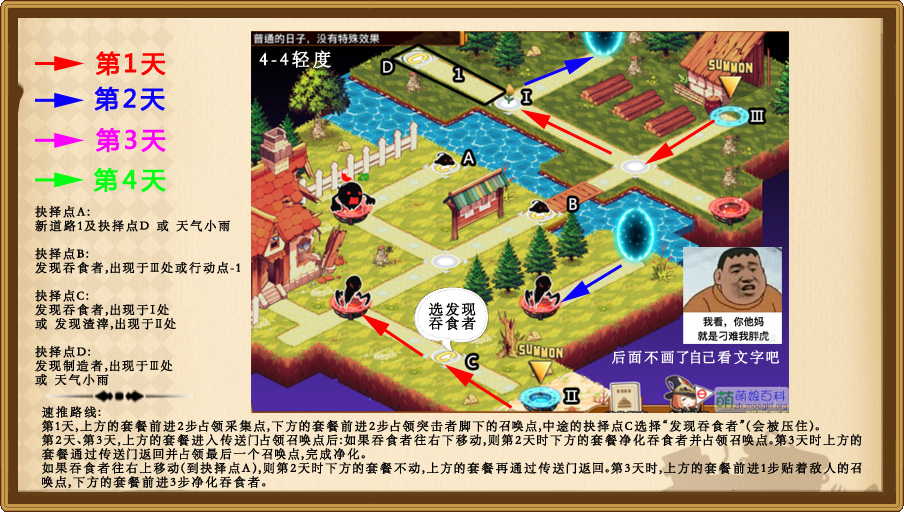 普通的日子，没有特殊效果
4-4轻度
第1天
第2天
第3天
第4天
D
1
I
SUMMON
III
A
20
B
选发现
吞食者
C
SUMMON
II
我看，你他妈
就是刁难我胖虎
后面不画了自己看文字吧
萌娘百科
抉择点A:
新道路1及抉择点D 或 天气小雨
抉择点B:
发现吞食者,出现于Ⅲ处或行动点-1
抉择点C:
发现吞食者,出现于Ⅰ处
或 发现渣滓,出现于Ⅱ处
抉择点D:
发现制造者,出现于Ⅲ处
或 天气小雨
速推路线:
第1天,上方的套餐前进2步占领采集点,下方的套餐前进2步占领突击者脚下的召唤点,中途的抉择点C选择“发现吞食者”(会被压住)。
第2天、第3天,上方的套餐进入传送门占领召唤点后:如果吞食者往右下移动,则第2天时下方的套餐净化吞食者并占领召唤点。第3天时上方的
套餐通过传送门返回并占领最后一个召唤点,完成净化。
如果吞食者往右上移动(到抉择点A),则第2天时下方的套餐不动,上方的套餐再通过传送门返回。第3天时,上方的套餐前进1步贴着敌人的召
唤点,下方的套餐前进3步净化吞食者。